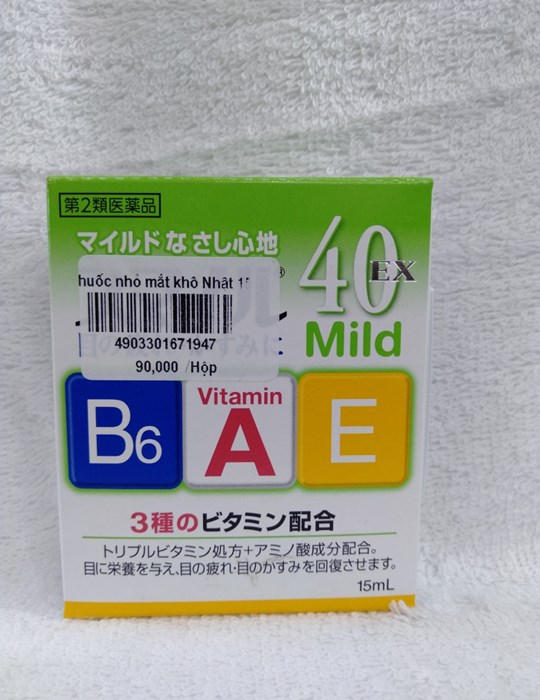 第2類医薬品
マイルドなさし心地
40 EX
Mild
huốc nhỏ mắt khô Nhật 15
4903301671947
90,000 /Hộp
B6
Vitamin
A
E
3種のビタミン配合
トリプルビタミン処方+アミノ酸成分配合。
目に栄養を与え、目の疲れ・目のかすみを回復させます。
15mL